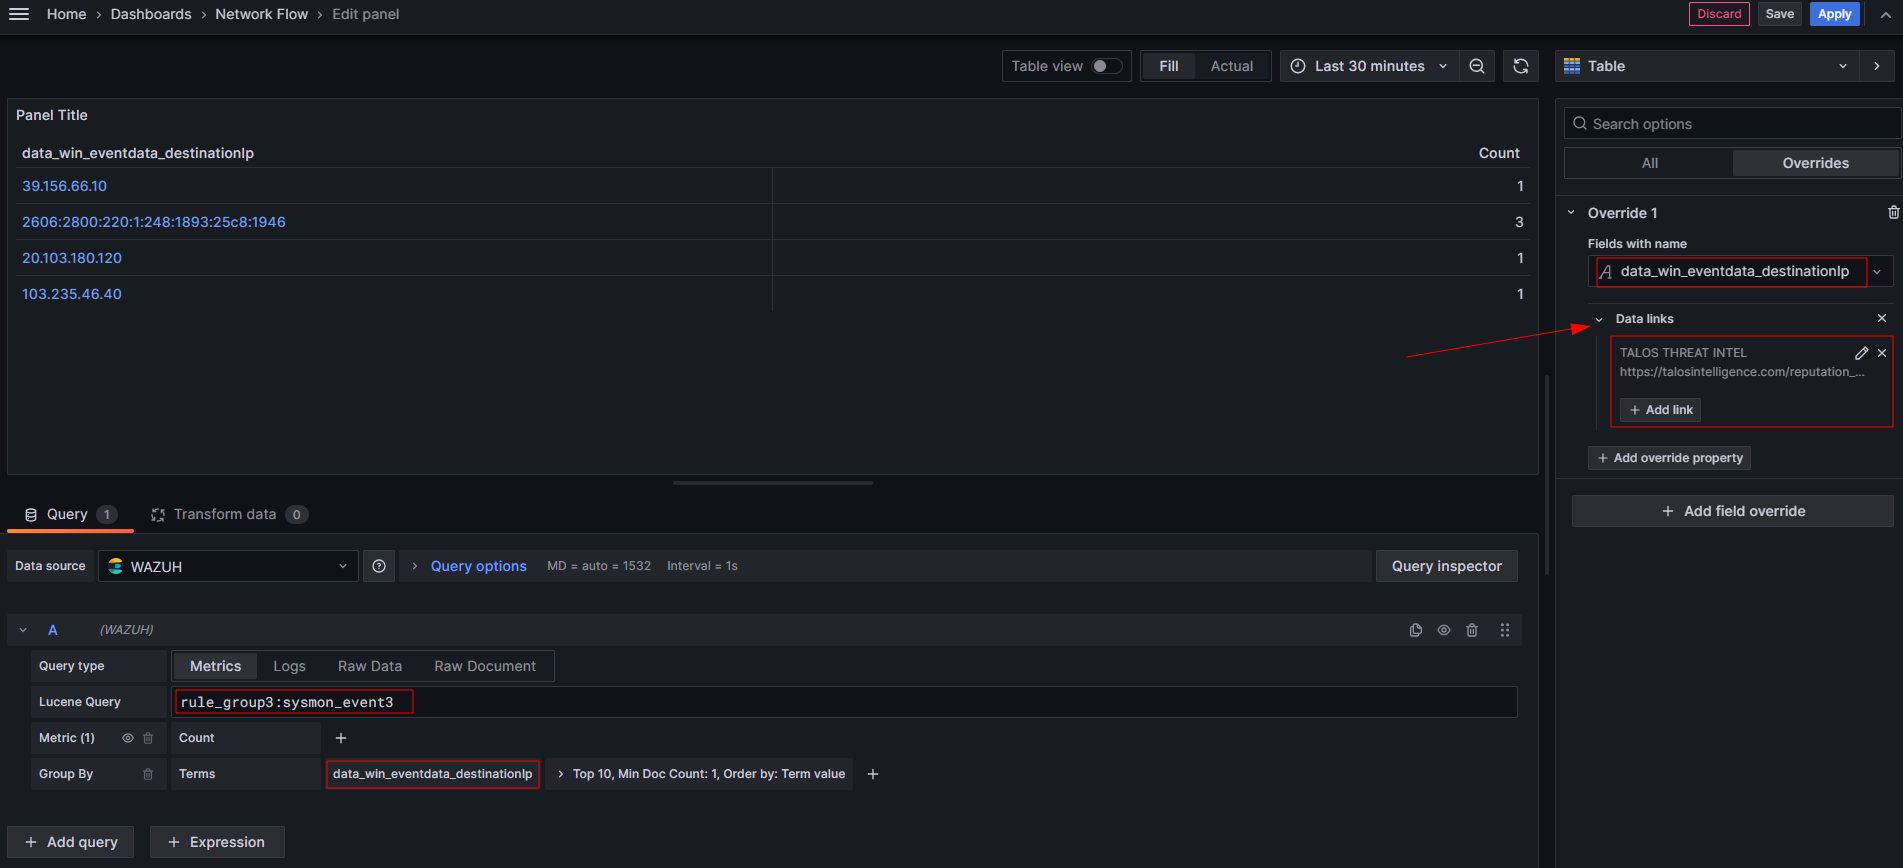 Home › Dashboards › Network Flow › Edit panel
Discard Save Apply
Table view Fill Actual Last 30 minutes
Table
Panel Title
data_win_eventdata_destinationIp Count
39.156.66.10 1
2606:2800:220:1:248:1893:25c8:1946 3
20.103.180.120 1
103.235.46.40 1
Search options
All Overrides
Override 1
Fields with name
data_win_eventdata_destinationIp
Data links
TALOS THREAT INTEL
https://talosintelligence.com/reputation_...
+ Add link
+ Add override property
+ Add field override
Query 1 Transform data 0
Data source WAZUH › Query options MD = auto = 1532 Interval = 1s Query inspector
A (WAZUH)
Query type Metrics Logs Raw Data Raw Document
Lucene Query rule_group3:sysmon_event3
Metric (1) Count +
Group By Terms data_win_eventdata_destinationIp › Top 10, Min Doc Count: 1, Order by: Term value +
+ Add query + Expression